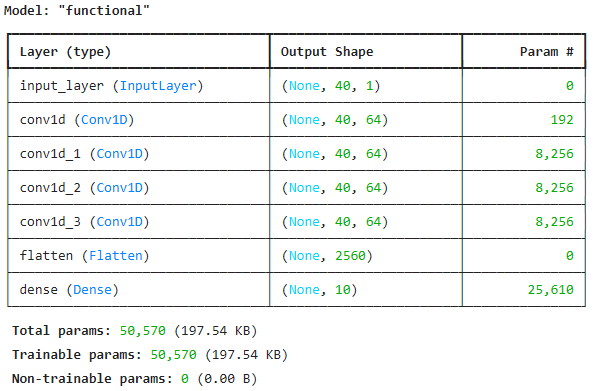 Model: "functional"
Layer (type) Output Shape Param #
input_layer (InputLayer) (None, 40, 1) 0
conv1d (Conv1D) (None, 40, 64) 192
conv1d_1 (Conv1D) (None, 40, 64) 8,256
conv1d_2 (Conv1D) (None, 40, 64) 8,256
conv1d_3 (Conv1D) (None, 40, 64) 8,256
flatten (Flatten) (None, 2560) 0
dense (Dense) (None, 10) 25,610
Total params: 50,570 (197.54 KB)
Trainable params: 50,570 (197.54 KB)
Non-trainable params: 0 (0.00 B)